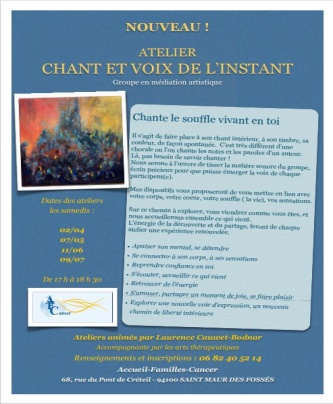 NOUVEAU !
ATELIER
CHANT ET VOIX DE L'INSTANT
Groupe en médiation artistique
Chante le souffle vivant en toi
Il s'agit de faire place à son chant intérieur, à son timbre, sa
couleur, de façon spontanée. C'est très différent d'une
chorale ou l'on chante les notes et les paroles d'un auteur.
Là, pas besoin de savoir chanter !
Nous aurons à l'œuvre de tisser la matière sonore du groupe,
écrin précieux pour que puisse émerger la voix de chaque
participant(e).
Mes dispositifs vous proposeront de vous mettre en lien avec
votre corps, votre coeur, votre souffle ( la vie), vos sensations.
Sur ce chemin à explorer, vous viendrez comme vous êtes, et
nous accueillerons ensemble ce qui vient.
L'énergie de la découverte et du partage, feront de chaque
atelier une expérience renouvelée.
• Apaiser son mental, se détendre
• Se connecter à son corps, à ses sensations
• Reprendre confiance en soi
• S'écouter, accueillir ce qui vient
• Retrouver de l'énergie
• S'amuser, partager un moment de joie, se faire plaisir
• Explorer une nouvelle voie d'expression, un nouveau
chemin de liberté intérieure
Dates des ateliers
les samedis :
02/04
07/05
11/06
09/07
De 17 h à 18 h 30
Ateliers animés par Laurence Cauvet-Bodnar
Accompagnante par les arts thérapeutiques
Renseignements et inscriptions : 06 82 40 52 14
Accueil-Familles-Cancer
68, rue du Pont de Créteil - 94100 SAINT MAUR DES FOSSÉS